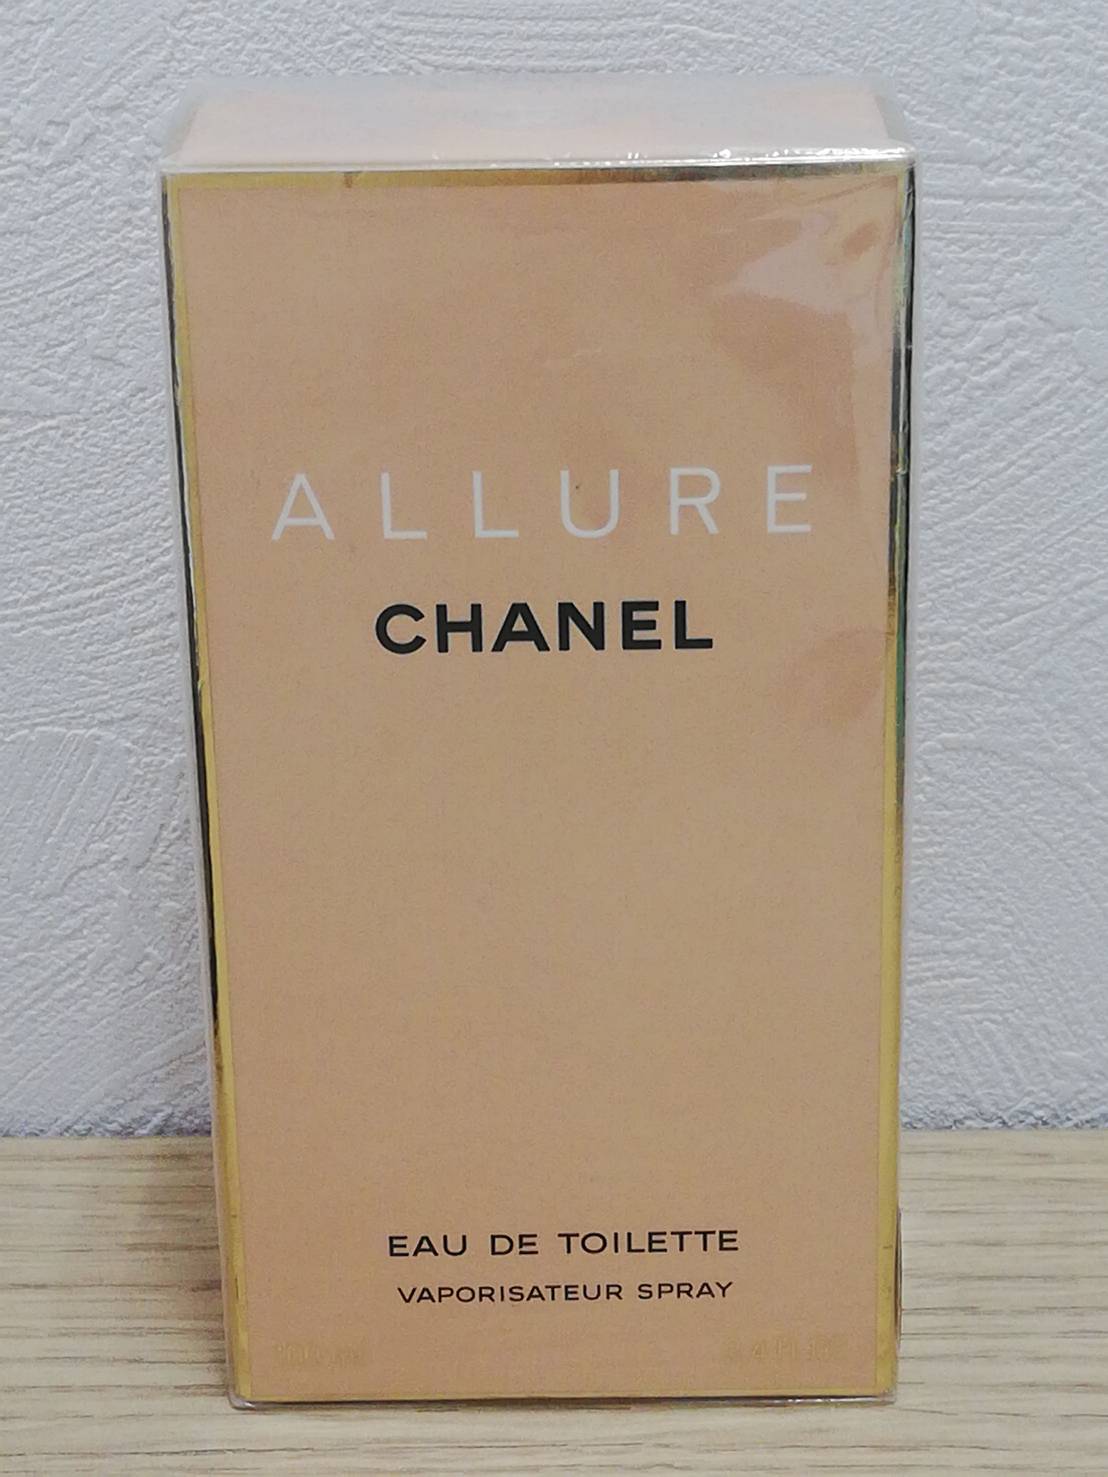 ALLURE
CHANEL
EAU DE TOILETTE
VAPORISATEUR SPRAY